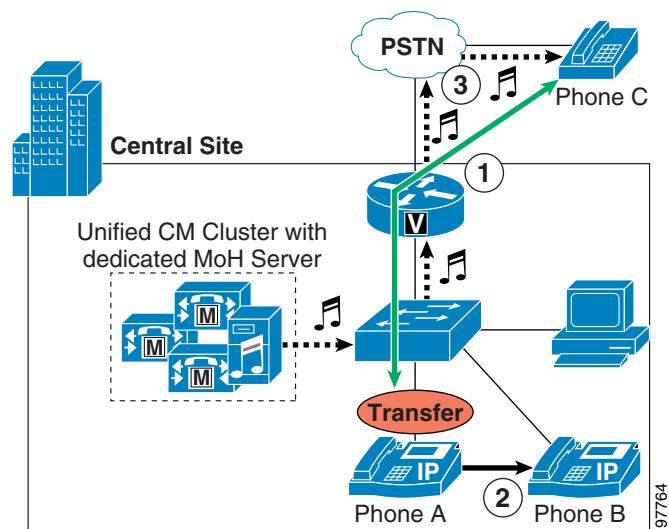 PSTN
3
Phone C
Central Site
1
V
Unified CM Cluster with
dedicated MoH Server
M
M
M
Transfer
IP
IP
2
Phone A
Phone B
97764